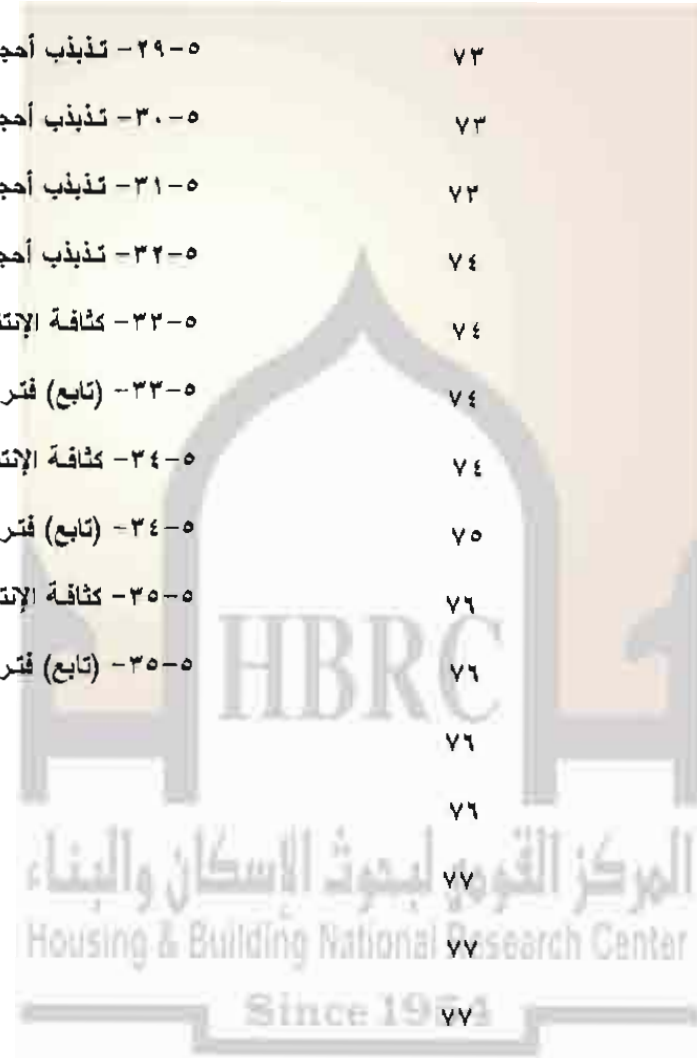 ٥-٢٩- تذبذب أحج
٧٣
٥-٣٠- تذبذب أحج
٧٣
٥-٣١- تذبذب أحج
٧٣
٥-٣٢- تذبذب أحج
٧٤
٥-٣٣- كثافة الإنتا
٧٤
٥-٣٣- (تابع) فتر
٧٤
٥-٣٤- كثافة الإنتا
٧٤
٥-٣٤- (تابع) فتر
٧٥
٥-٣٥- كثافة الإنتا
٧٦
٥-٣٥- (تابع) فتر
٧٦
HBRC
٧٦
٧٦
المركز القومي لبحوث الإسكان والبناء
٧٧
Housing & Building National Research Center
٧٧
Since 1954
٧٧